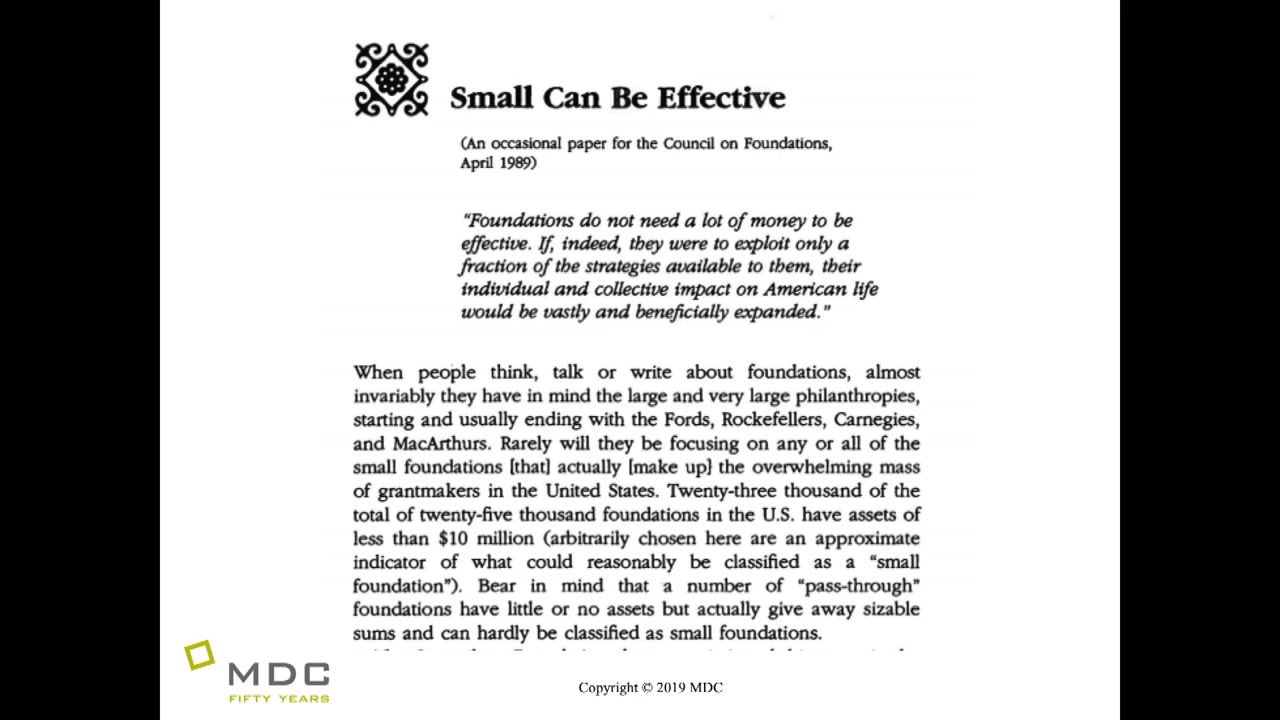 Small Can Be Effective
(An occasional paper for the Council on Foundations,
April 1989)
“Foundations do not need a lot of money to be
effective. If, indeed, they were to exploit only a
fraction of the strategies available to them, their
individual and collective impact on American life
would be vastly and beneficially expanded.”
When people think, talk or write about foundations, almost
invariably they have in mind the large and very large philanthropies,
starting and usually ending with the Fords, Rockefellers, Carnegies,
and MacArthurs. Rarely will they be focusing on any or all of the
small foundations [that] actually [make up] the overwhelming mass
of grantmakers in the United States. Twenty-three thousand of the
total of twenty-five thousand foundations in the U.S. have assets of
less than $10 million (arbitrarily chosen here are an approximate
indicator of what could reasonably be classified as a “small
foundation”). Bear in mind that a number of “pass-through”
foundations have little or no assets but actually give away sizable
sums and can hardly be classified as small foundations.
MDC
FIFTY YEARS
Copyright © 2019 MDC